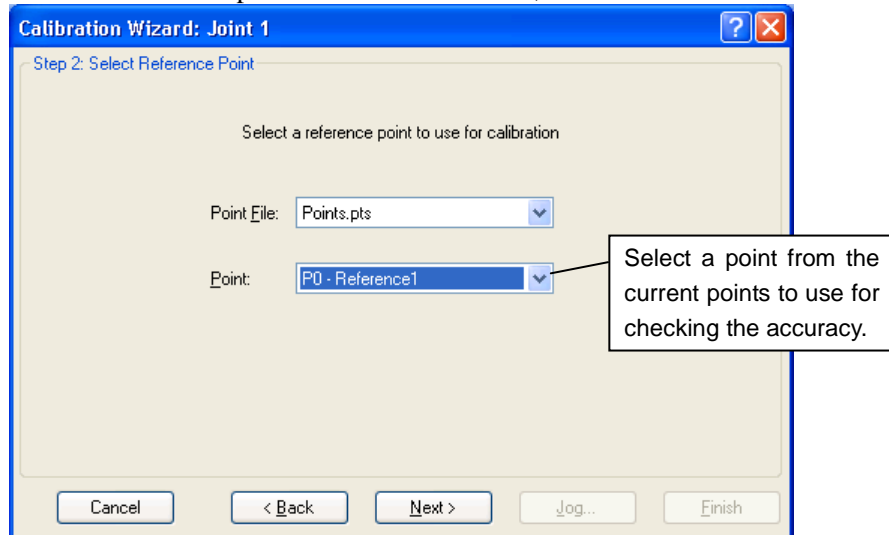 Calibration Wizard: Joint 1
Step 2: Select Reference Point
Select a reference point to use for calibration
Point File: Points.pts
Point: P0 - Reference1
Select a point from the
current points to use for
checking the accuracy.
Cancel
< Back
Next >
Jog...
Finish